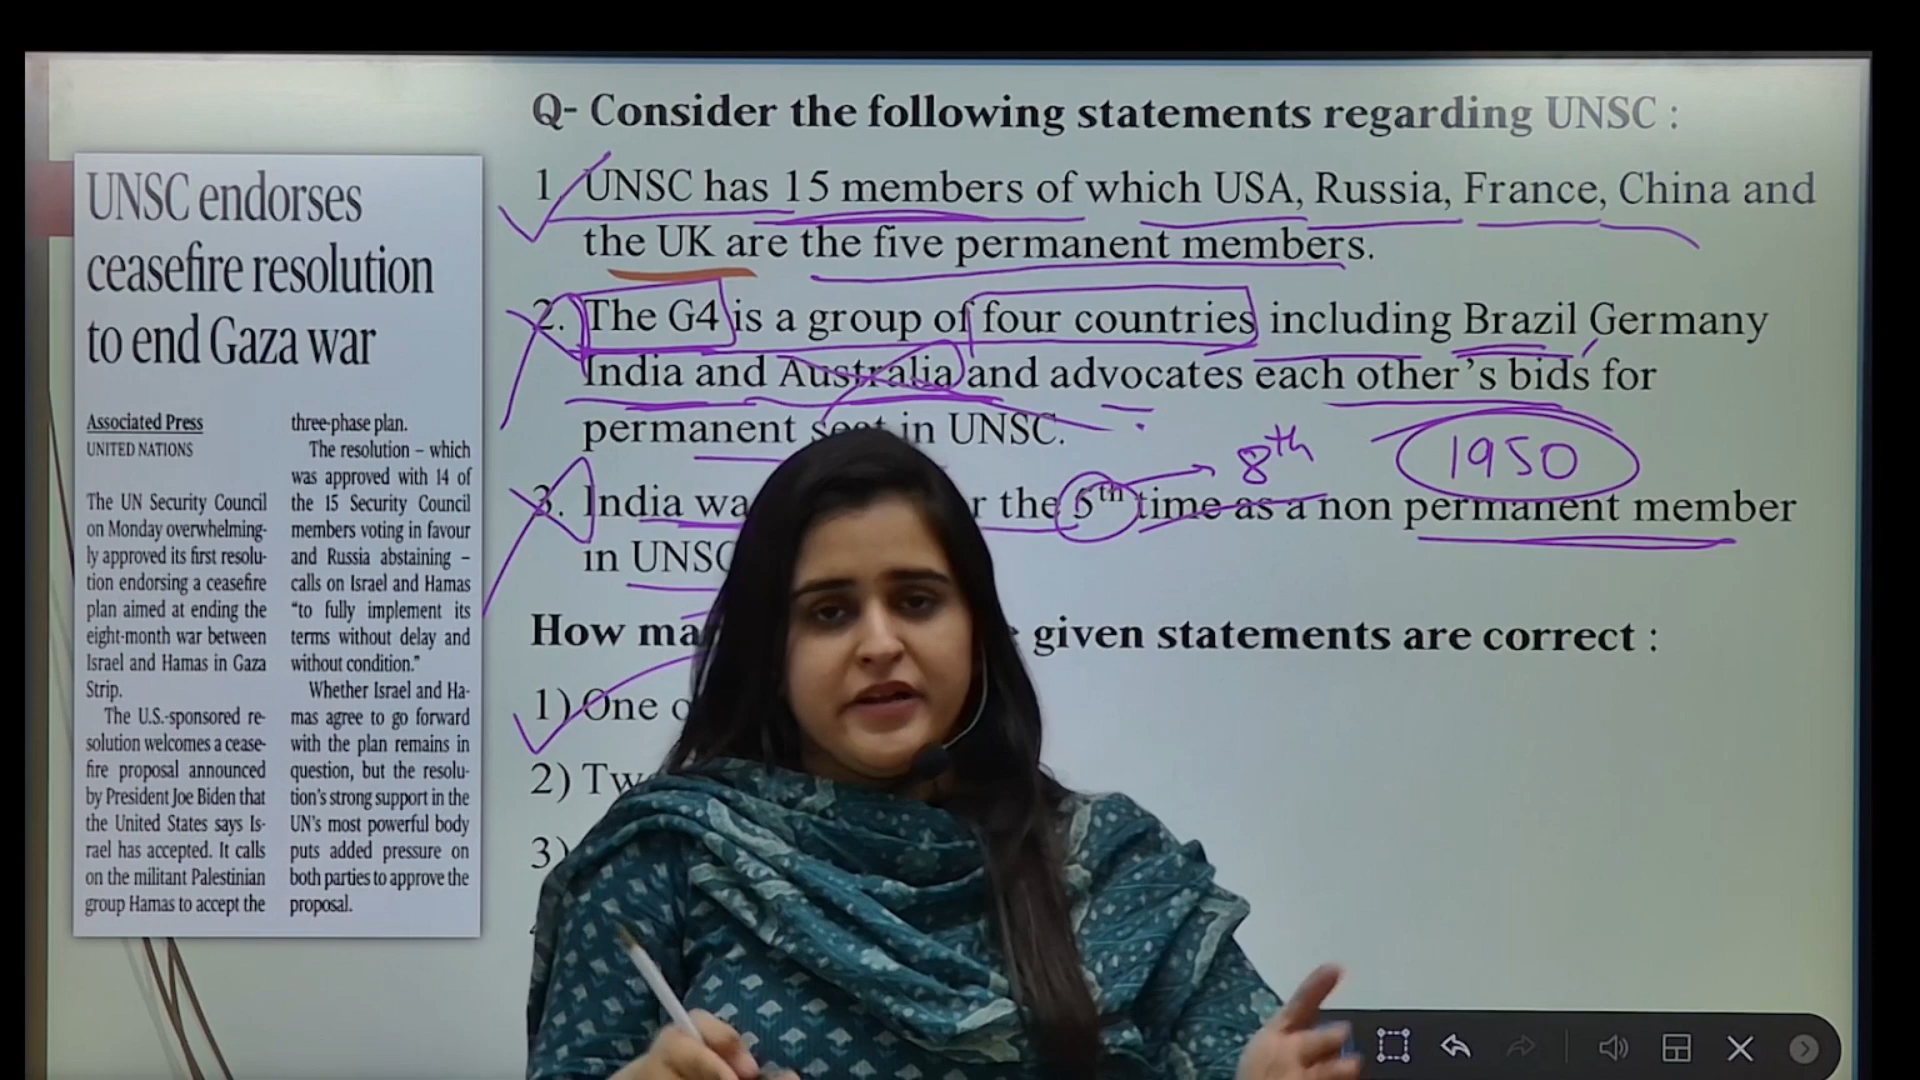 UNSC endorses
ceasefire resolution
to end Gaza war
Associated Press
UNITED NATIONS
The UN Security Council
on Monday overwhelming-
ly approved its first resolu-
tion endorsing a ceasefire
plan aimed at ending the
eight-month war between
Israel and Hamas in Gaza
Strip.
The U.S.-sponsored re-
solution welcomes a cease-
fire proposal announced
by President Joe Biden that
the United States says Is-
rael has accepted. It calls
on the militant Palestinian
group Hamas to accept the
three-phase plan.
The resolution – which
was approved with 14 of
the 15 Security Council
members voting in favour
and Russia abstaining –
calls on Israel and Hamas
“to fully implement its
terms without delay and
without condition.”
Whether Israel and Ha-
mas agree to go forward
with the plan remains in
question, but the resolu-
tion’s strong support in the
UN’s most powerful body
puts added pressure on
both parties to approve the
proposal.
Q- Consider the following statements regarding UNSC :
1 UNSC has 15 members of which USA, Russia, France, China and
the UK are the five permanent members.
2. The G4 is a group of four countries including Brazil Germany
India and Australia and advocates each other’s bids for
permanent seat in UNSC.
8th 1950
3. India the time as a non permanent member
in UNSC
How given statements are correct :
1) One
2)
3)